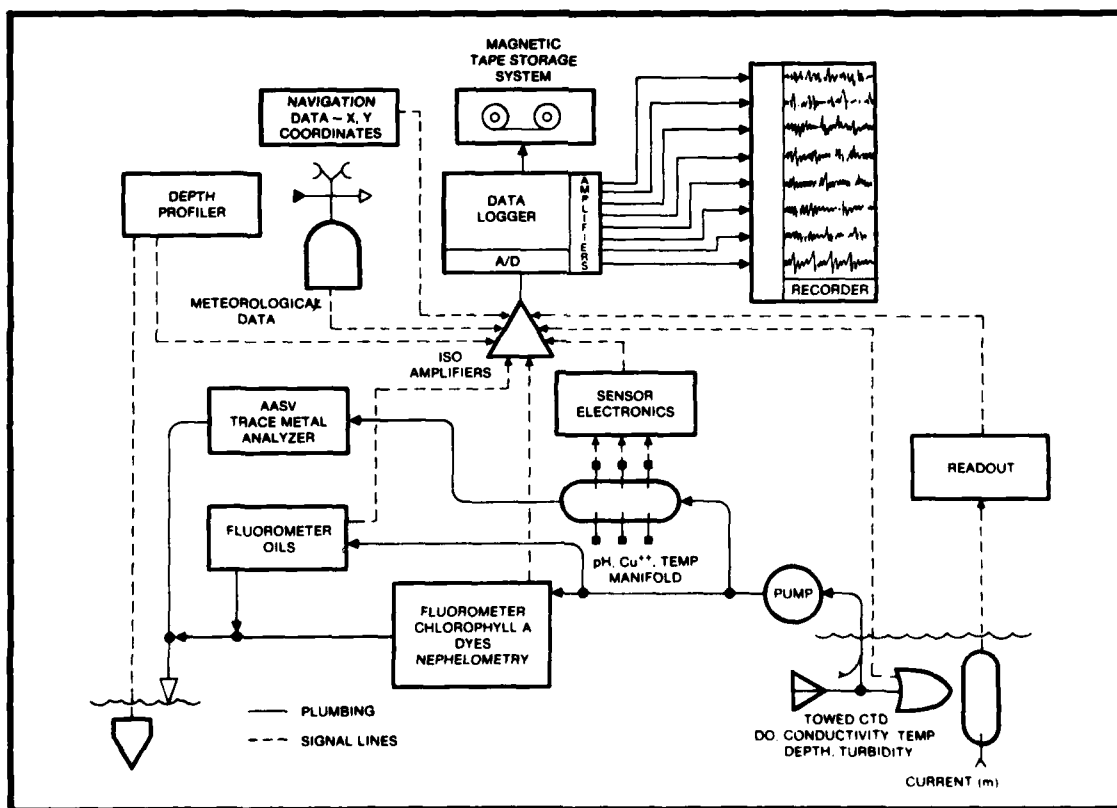 MAGNETIC
TAPE STORAGE
SYSTEM
NAVIGATION
DATA – X, Y
COORDINATES
DEPTH
PROFILER
DATA
LOGGER
A/D
AMPLIFIERS
RECORDER
METEOROLOGICAL
DATA
ISO
AMPLIFIERS
SENSOR
ELECTRONICS
AASV
TRACE METAL
ANALYZER
READOUT
FLUOROMETER
OILS
pH, Cu++, TEMP
MANIFOLD
PUMP
FLUOROMETER
CHLOROPHYLL A
DYES
NEPHELOMETRY
PLUMBING
SIGNAL LINES
TOWED CTD
DO. CONDUCTIVITY TEMP
DEPTH. TURBIDITY
CURRENT (m)